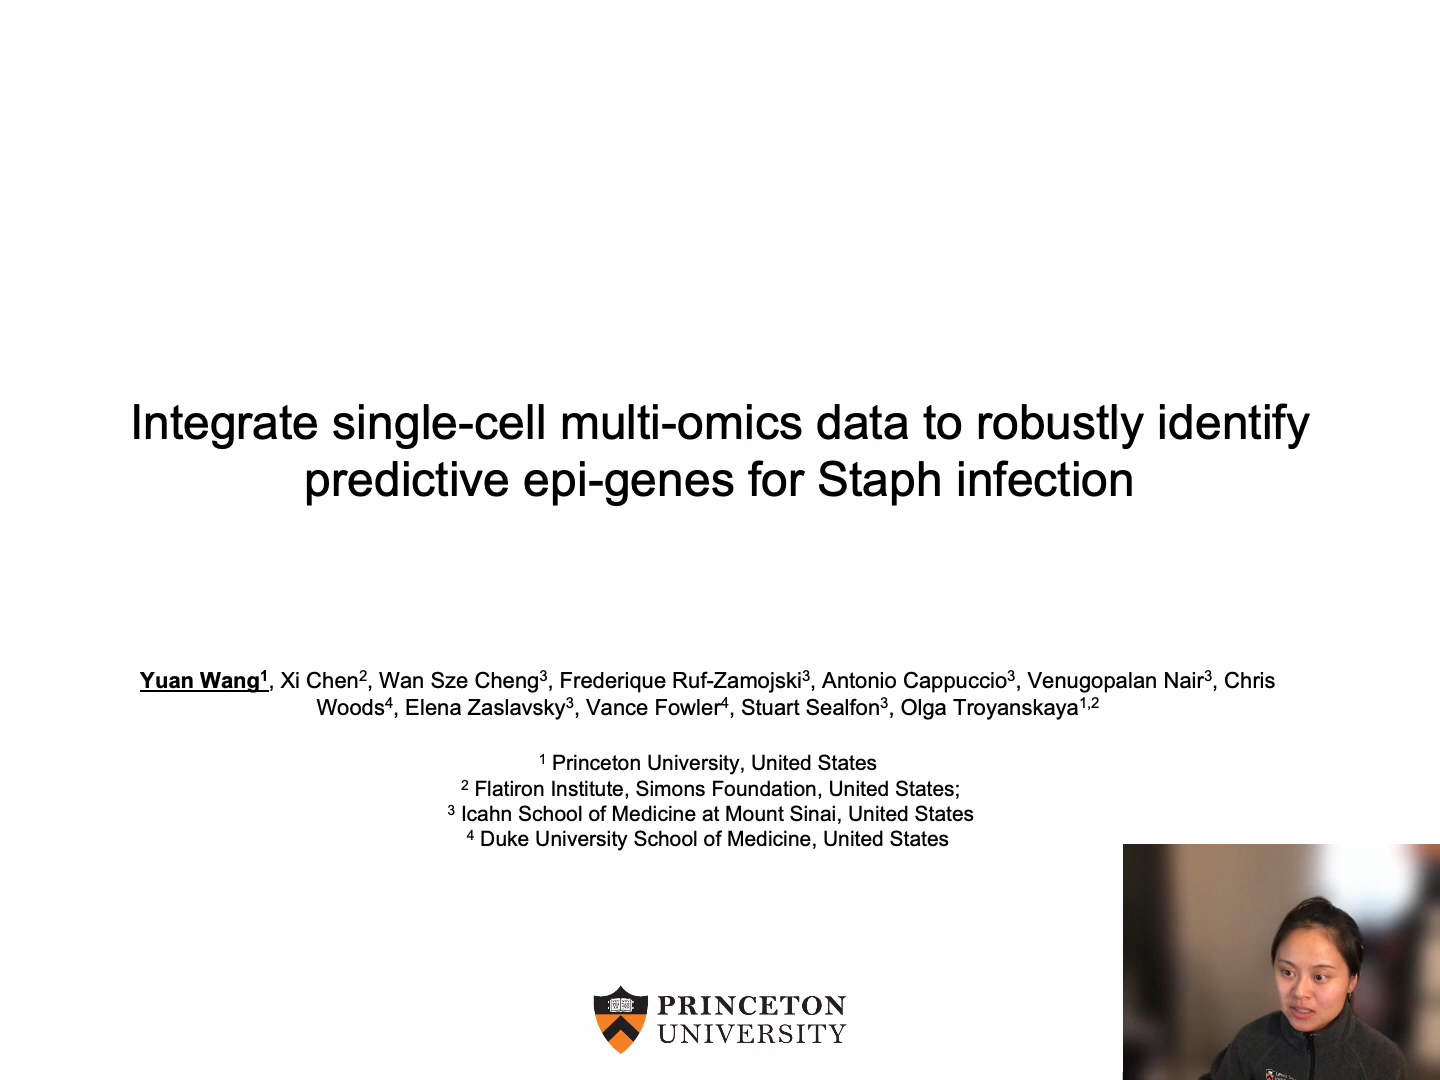 Integrate single-cell multi-omics data to robustly identify
predictive epi-genes for Staph infection
Yuan Wang¹, Xi Chen², Wan Sze Cheng³, Frederique Ruf-Zamojski³, Antonio Cappuccio³, Venugopalan Nair³, Chris
Woods⁴, Elena Zaslavsky³, Vance Fowler⁴, Stuart Sealfon³, Olga Troyanskaya¹,²
¹ Princeton University, United States
² Flatiron Institute, Simons Foundation, United States;
³ Icahn School of Medicine at Mount Sinai, United States
⁴ Duke University School of Medicine, United States
PRINCETON
UNIVERSITY